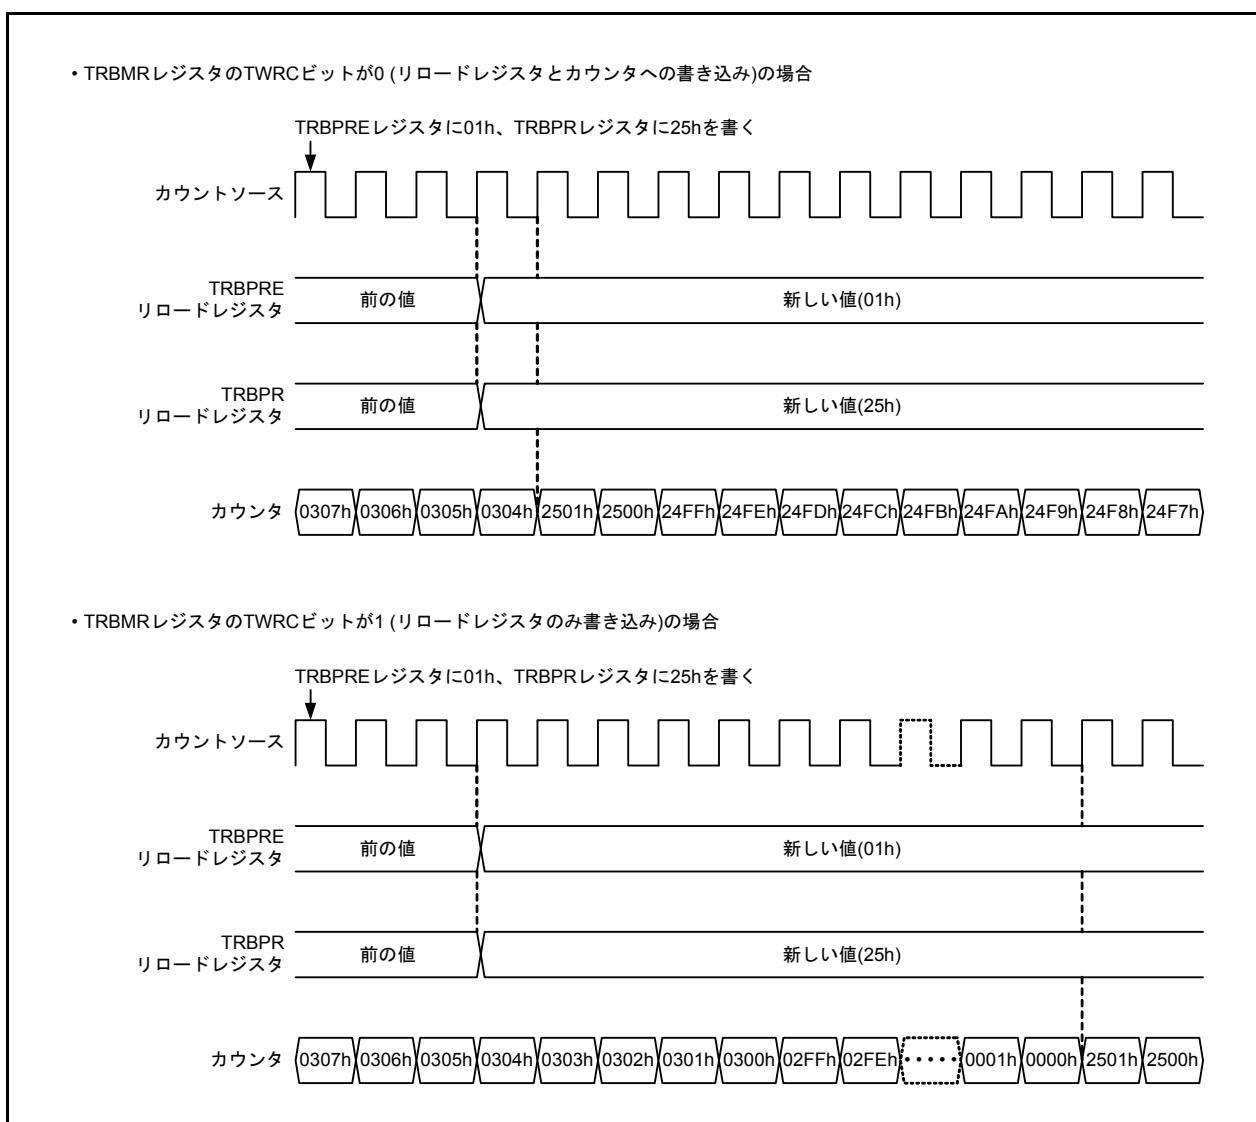 • TRBMRレジスタのTWRCビットが0 (リロードレジスタとカウンタへの書き込み)の場合
TRBPREレジスタに01h、TRBPRレジスタに25hを書く
カウントソース
TRBPRE
リロードレジスタ
前の値 新しい値(01h)
TRBPR
リロードレジスタ
前の値 新しい値(25h)
カウンタ 0307h 0306h 0305h 0304h 2501h 2500h 24FFh 24FEh 24FDh 24FCh 24FBh 24FAh 24F9h 24F8h 24F7h
• TRBMRレジスタのTWRCビットが1 (リロードレジスタのみ書き込み)の場合
TRBPREレジスタに01h、TRBPRレジスタに25hを書く
カウントソース
TRBPRE
リロードレジスタ
前の値 新しい値(01h)
TRBPR
リロードレジスタ
前の値 新しい値(25h)
カウンタ 0307h 0306h 0305h 0304h 0303h 0302h 0301h 0300h 02FFh 02FEh ····· 0001h 0000h 2501h 2500h